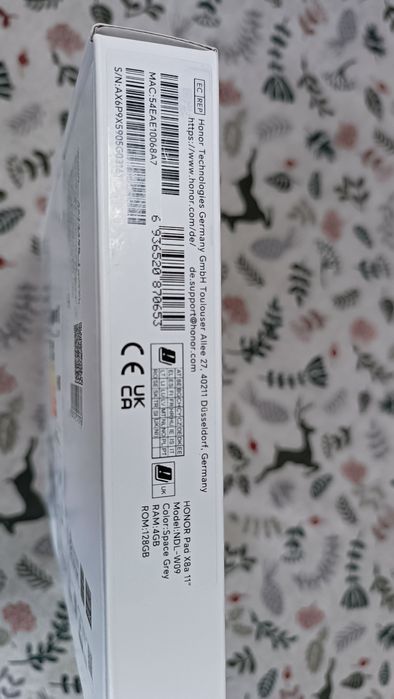 EC REP Honor Technologies Germany GmbH Toulouser Allee 27, 40211 Düsseldorf, Germany
https://www.honor.com/de/ de.support@honor.com
MAC:54EAE10068A7
6 936520 870653
CE UK CA
UK
HONOR Pad X8a 11"
Model:NDL-W09
Color:Space Grey
RAM:4GB
ROM:128GB